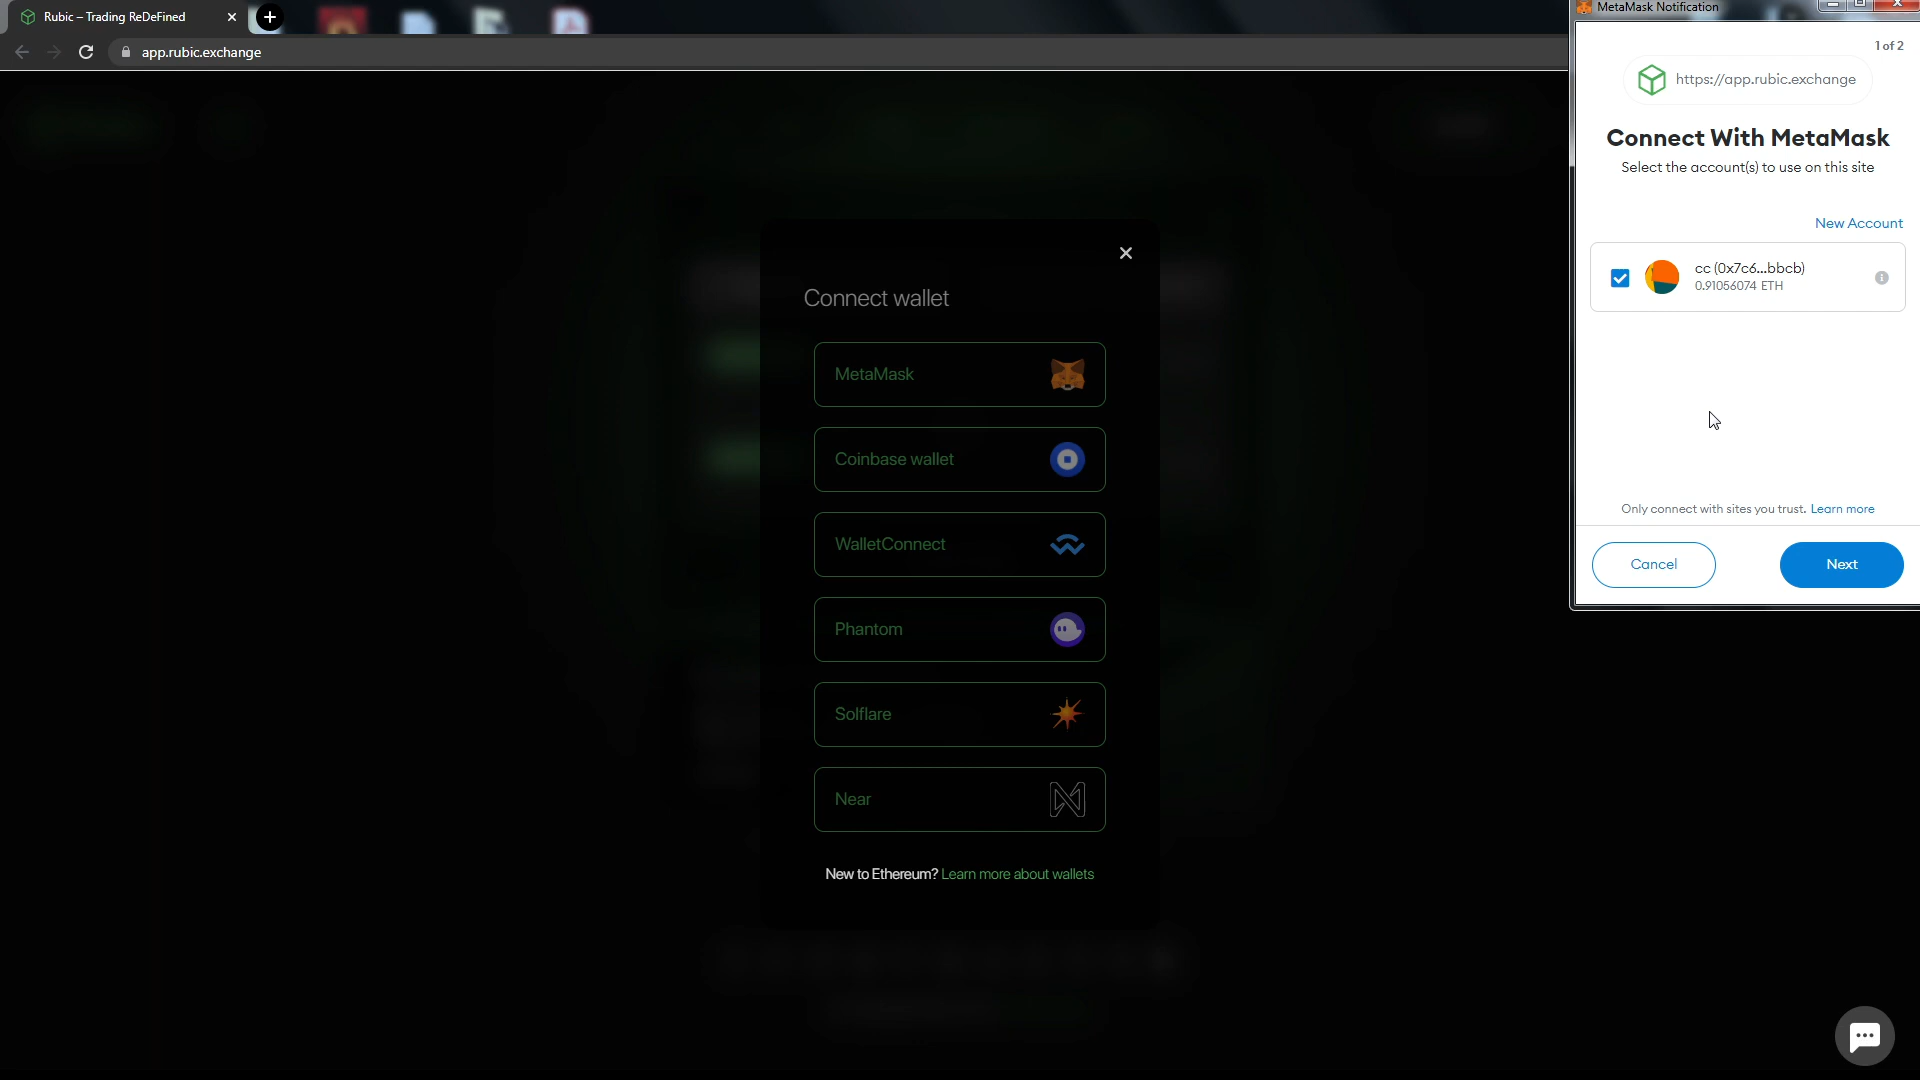 Rubic – Trading ReDeFined
app.rubic.exchange
MetaMask Notification
1 of 2
https://app.rubic.exchange
Connect With MetaMask
Select the account(s) to use on this site
New Account
cc (0x7c6...bbcb)
0.91056074 ETH
Only connect with sites you trust. Learn more
Cancel
Next
Connect wallet
MetaMask
Coinbase wallet
WalletConnect
Phantom
Solflare
Near
New to Ethereum? Learn more about wallets